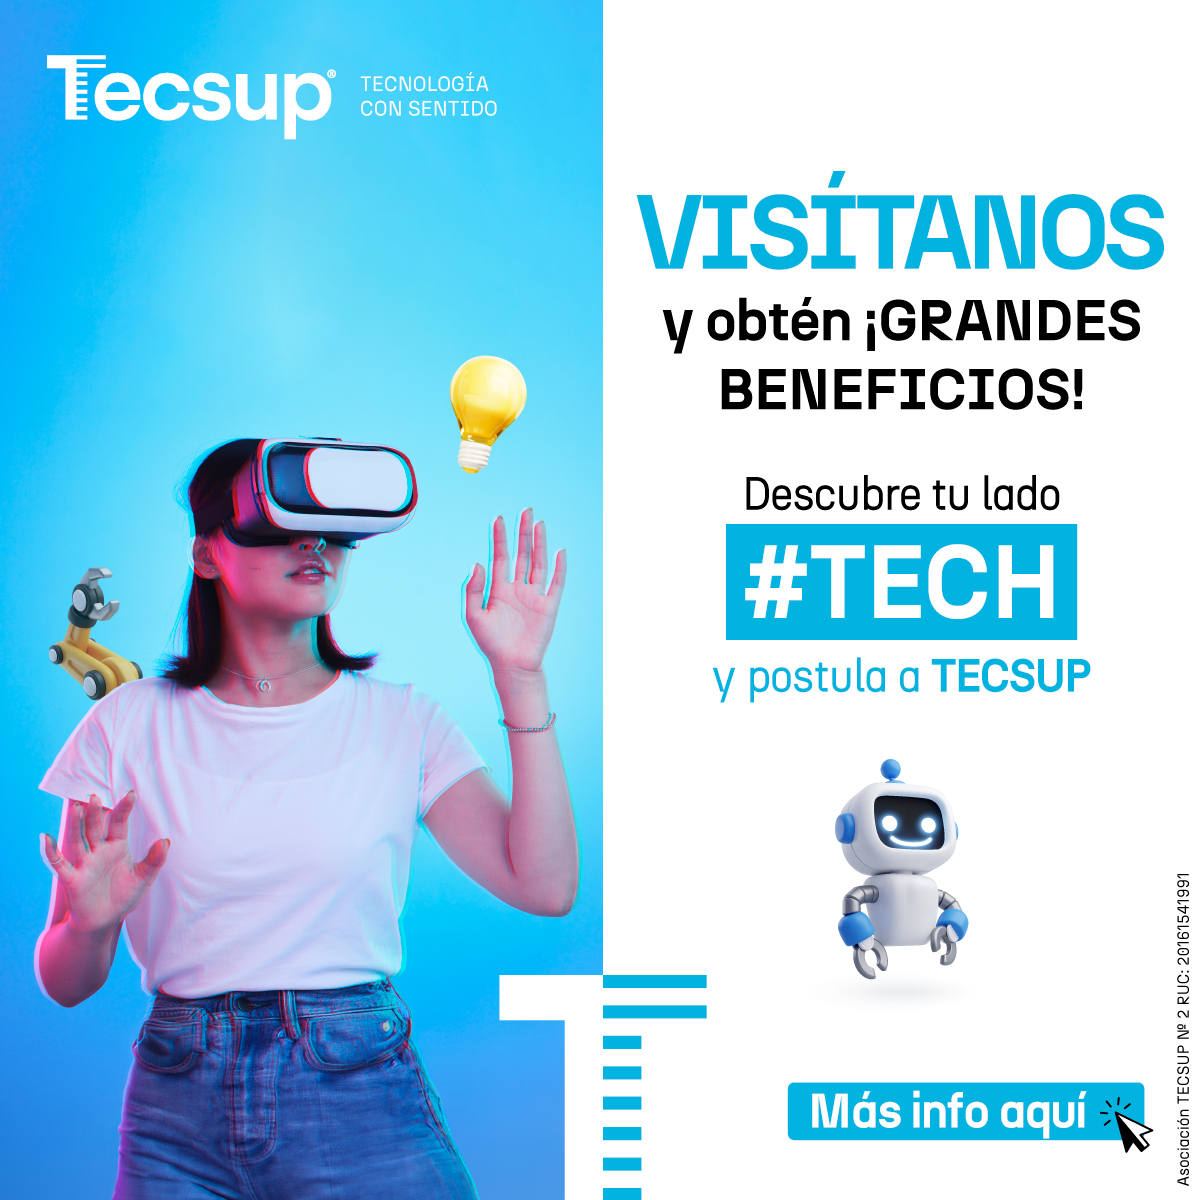 Tecsup®
TECNOLOGÍA
CON SENTIDO
VISÍTANOS
y obtén ¡GRANDES
BENEFICIOS!
Descubre tu lado
#TECH
y postula a TECSUP
Más info aquí
Asociación TECSUP Nº 2 RUC: 20161541991